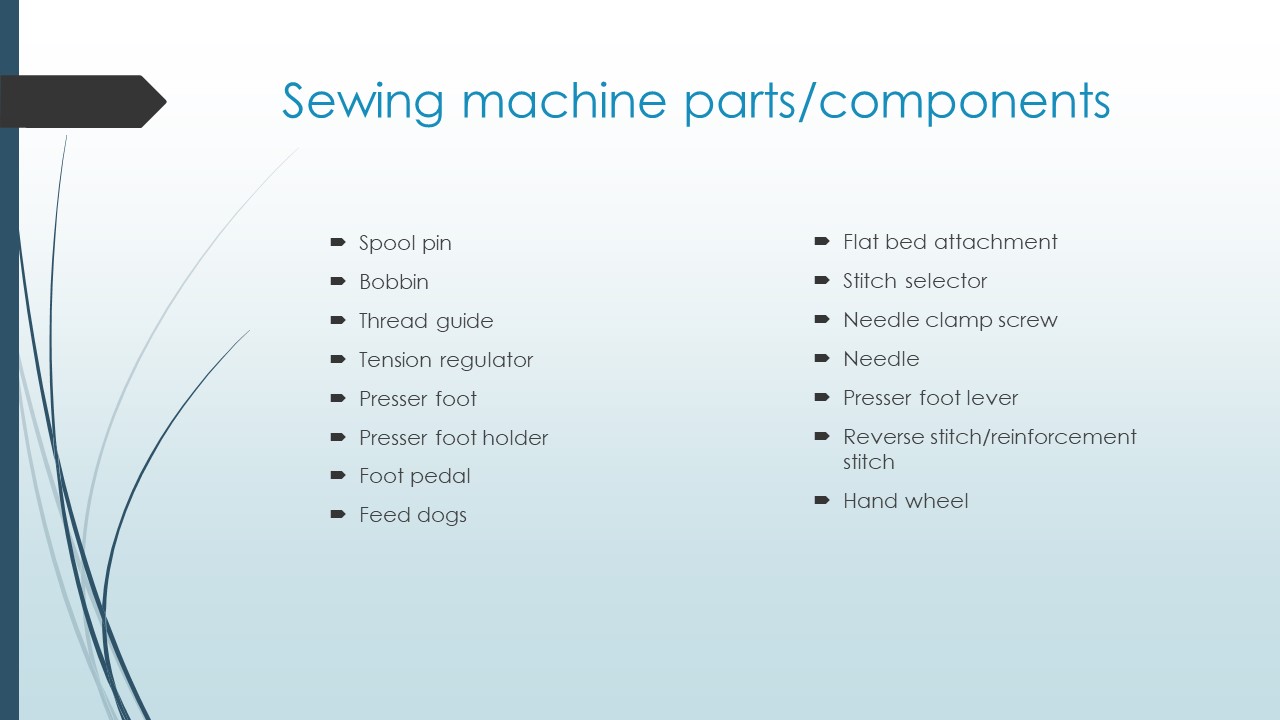 Sewing machine parts/components
Spool pin
Bobbin
Thread guide
Tension regulator
Presser foot
Presser foot holder
Foot pedal
Feed dogs
Flat bed attachment
Stitch selector
Needle clamp screw
Needle
Presser foot lever
Reverse stitch/reinforcement
stitch
Hand wheel